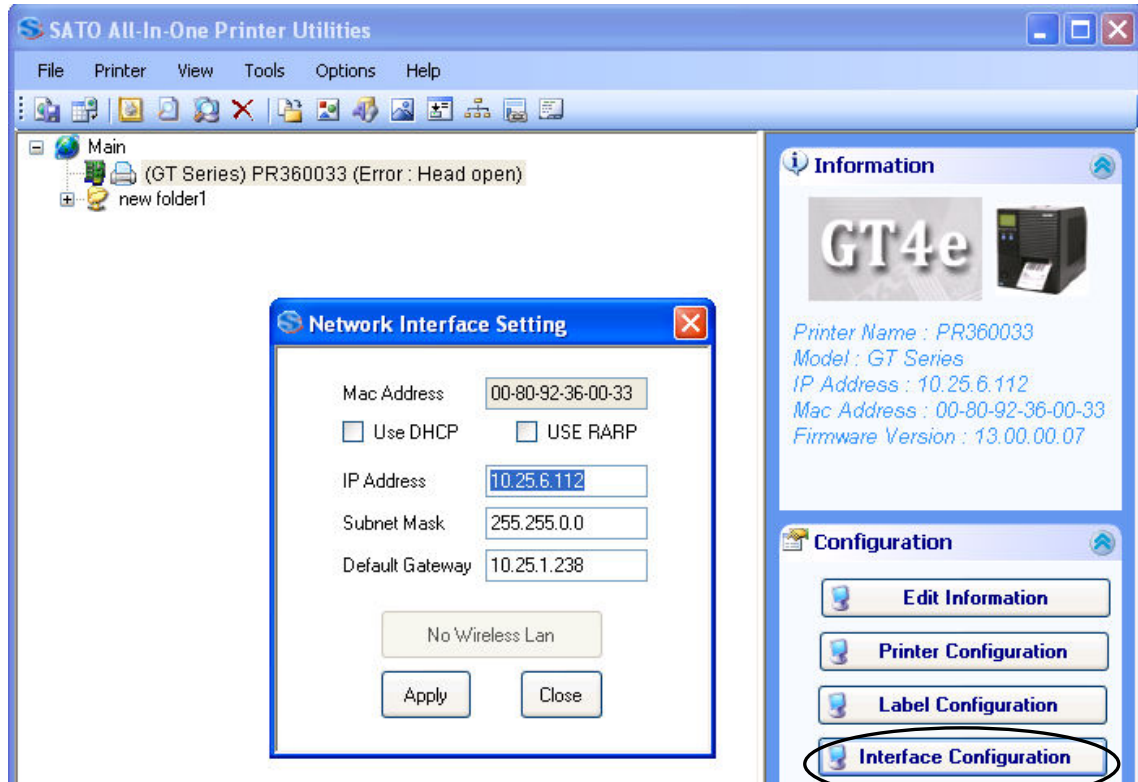 SATO All-In-One Printer Utilities
File Printer View Tools Options Help
Main
(GT Series) PR360033 (Error : Head open)
new folder1
Network Interface Setting
Mac Address 00-80-92-36-00-33
Use DHCP USE RARP
IP Address 10.25.6.112
Subnet Mask 255.255.0.0
Default Gateway 10.25.1.238
No Wireless Lan
Apply Close
Information
GT4e
Printer Name : PR360033
Model : GT Series
IP Address : 10.25.6.112
Mac Address : 00-80-92-36-00-33
Firmware Version : 13.00.00.07
Configuration
Edit Information
Printer Configuration
Label Configuration
Interface Configuration